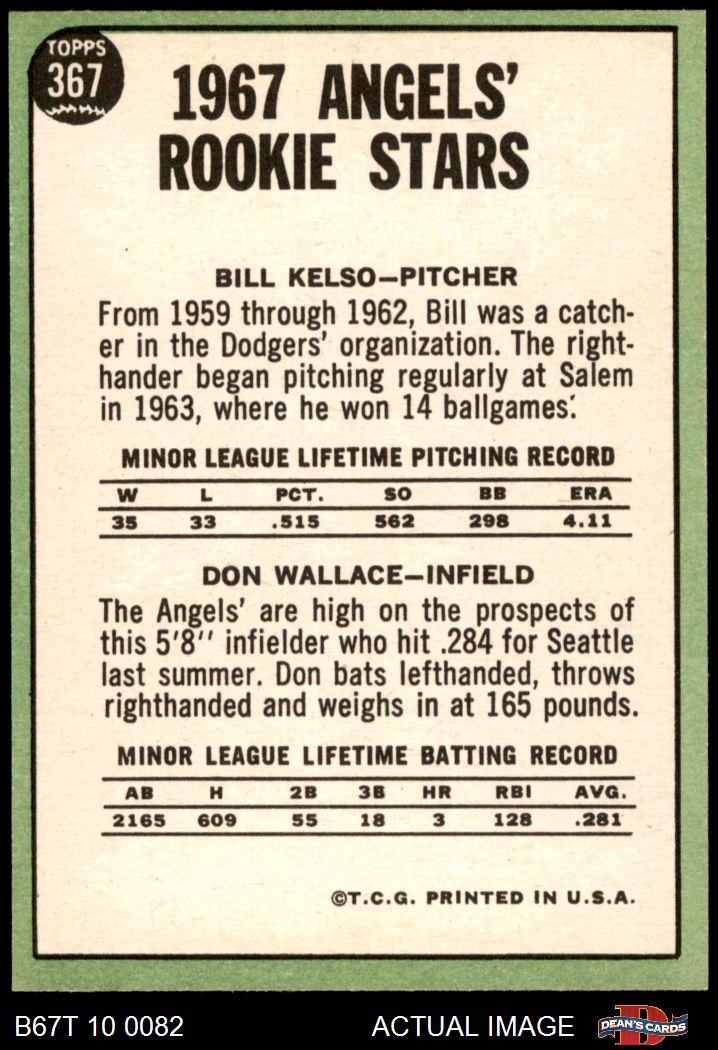 TOPPS
367
1967 ANGELS'
ROOKIE STARS
BILL KELSO—PITCHER
From 1959 through 1962, Bill was a catch-
er in the Dodgers' organization. The right-
hander began pitching regularly at Salem
in 1963, where he won 14 ballgames.
MINOR LEAGUE LIFETIME PITCHING RECORD
W L PCT. SO BB ERA
35 33 .515 562 298 4.11
DON WALLACE—INFIELD
The Angels' are high on the prospects of
this 5'8" infielder who hit .284 for Seattle
last summer. Don bats lefthanded, throws
righthanded and weighs in at 165 pounds.
MINOR LEAGUE LIFETIME BATTING RECORD
AB H 2B 3B HR RBI AVG.
2165 609 55 18 3 128 .281
©T.C.G. PRINTED IN U.S.A.
B67T 10 0082 ACTUAL IMAGE DEAN'S CARDS